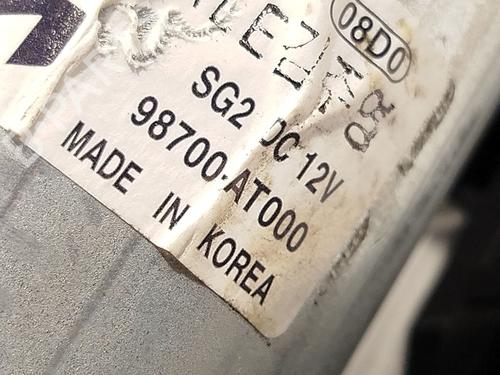 08D0
SG2 DC 12V
98700-AT000
MADE IN KOREA